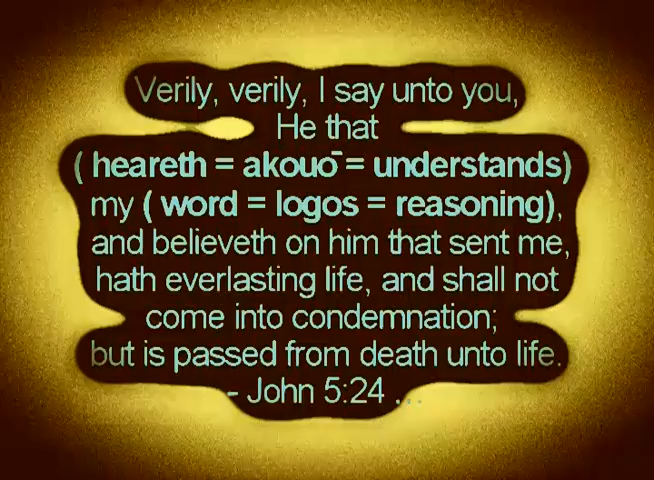 Verily, verily, I say unto you,
He that
( heareth = akouō = understands)
my ( word = logos = reasoning),
and believeth on him that sent me,
hath everlasting life, and shall not
come into condemnation;
but is passed from death unto life.
- John 5:24 ...